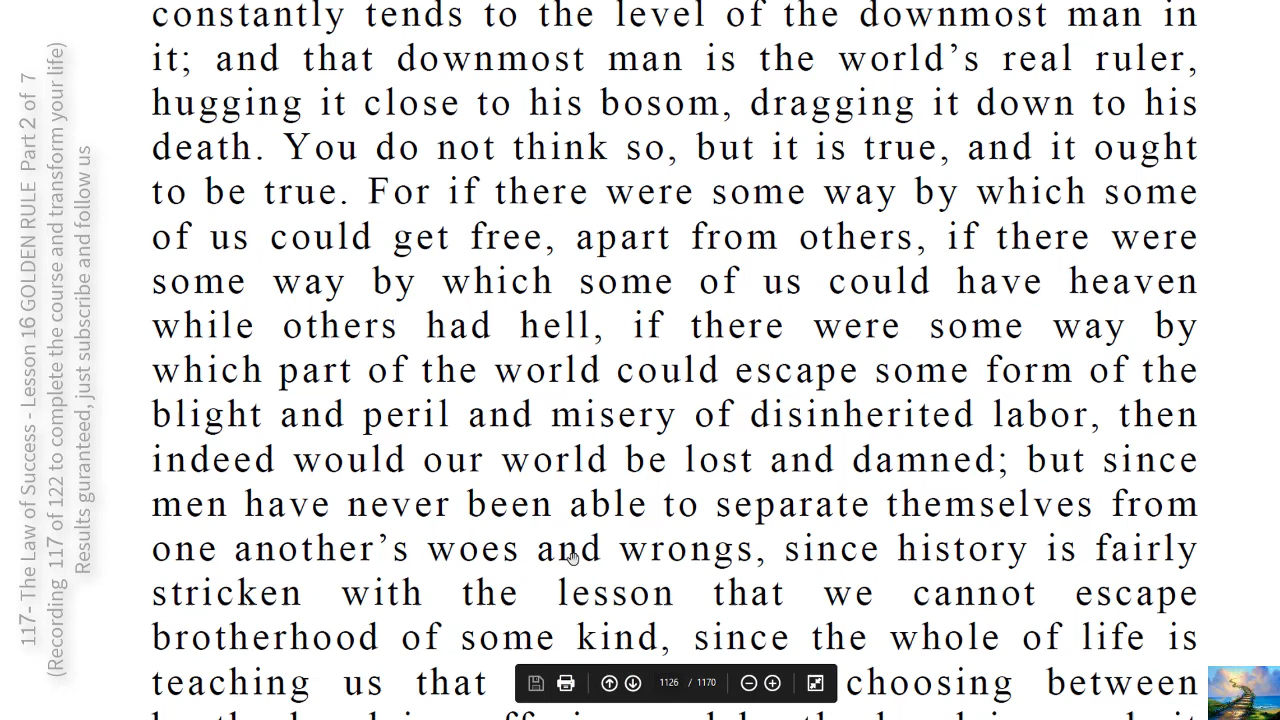 constantly tends to the level of the downmost man in
it; and that downmost man is the world’s real ruler,
hugging it close to his bosom, dragging it down to his
death. You do not think so, but it is true, and it ought
to be true. For if there were some way by which some
of us could get free, apart from others, if there were
some way by which some of us could have heaven
while others had hell, if there were some way by
which part of the world could escape some form of the
blight and peril and misery of disinherited labor, then
indeed would our world be lost and damned; but since
men have never been able to separate themselves from
one another’s woes and wrongs, since history is fairly
stricken with the lesson that we cannot escape
brotherhood of some kind, since the whole of life is
teaching us that
choosing between
1126 / 1170
117- The Law of Success - Lesson 16 GOLDEN RULE Part 2 of 7
(Recording 117 of 122 to complete the course and transform your life)
Results guranteed, just subscribe and follow us